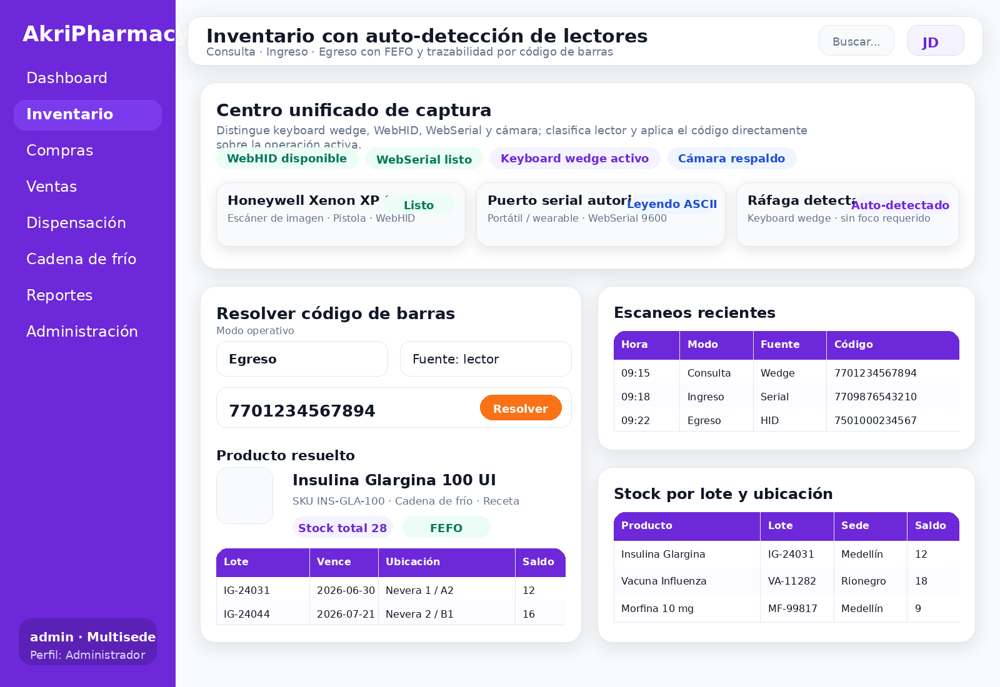 AkriPharmacy
Dashboard
Inventario
Compras
Ventas
Dispensación
Cadena de frío
Reportes
Administración
admin · Multisede
Perfil: Administrador
Inventario con auto-detección de lectores
Consulta · Ingreso · Egreso con FEFO y trazabilidad por código de barras
Buscar...
JD
Centro unificado de captura
Distingue keyboard wedge, WebHID, WebSerial y cámara; clasifica lector y aplica el código directamente
sobre la operación activa.
WebHID disponible
WebSerial listo
Keyboard wedge activo
Cámara respaldo
Honeywell Xenon XP
Listo
Escáner de imagen · Pistola · WebHID
Puerto serial autori
Leyendo ASCII
Portátil / wearable · WebSerial 9600
Ráfaga detecta
Auto-detectado
Keyboard wedge · sin foco requerido
Resolver código de barras
Modo operativo
Egreso
Fuente: lector
7701234567894
Resolver
Producto resuelto
Insulina Glargina 100 UI
SKU INS-GLA-100 · Cadena de frío · Receta
Stock total 28
FEFO
Lote Vence Ubicación Saldo
IG-24031 2026-06-30 Nevera 1 / A2 12
IG-24044 2026-07-21 Nevera 2 / B1 16
Escaneos recientes
Hora Modo Fuente Código
09:15 Consulta Wedge 7701234567894
09:18 Ingreso Serial 7709876543210
09:22 Egreso HID 7501000234567
Stock por lote y ubicación
Producto Lote Sede Saldo
Insulina Glargina IG-24031 Medellín 12
Vacuna Influenza VA-11282 Rionegro 18
Morfina 10 mg MF-99817 Medellín 9